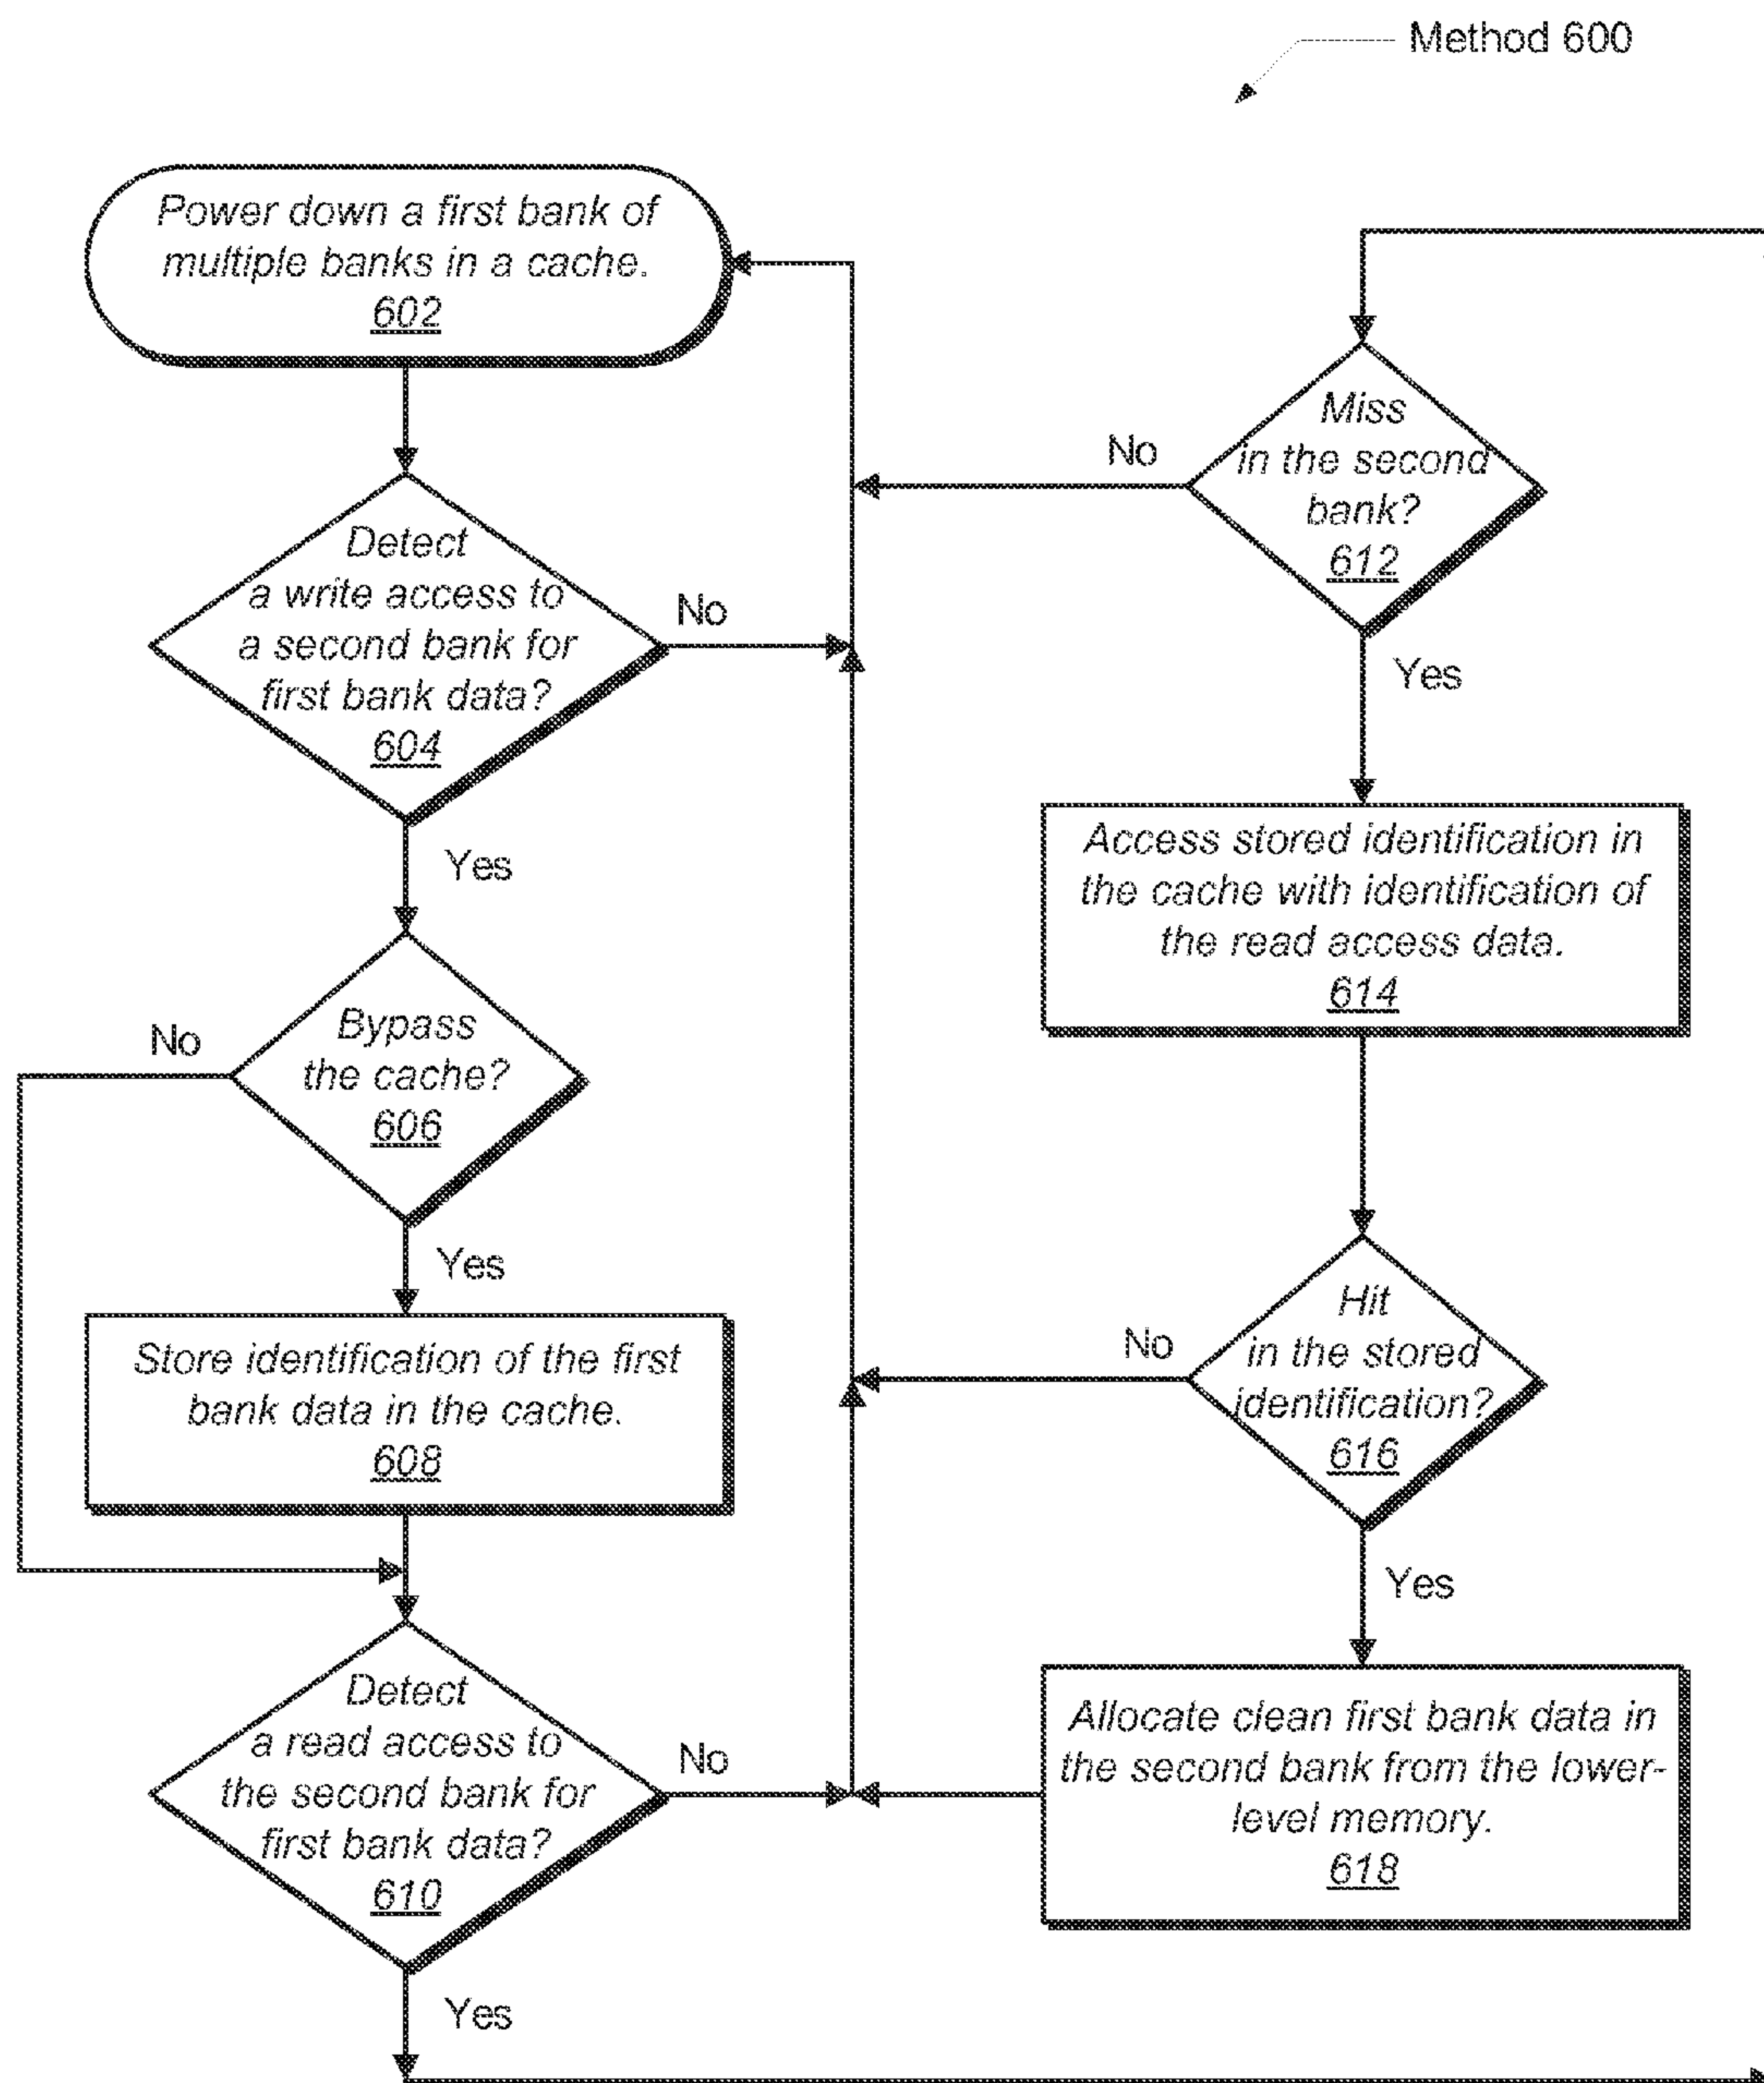 Method 600
Power down a first bank of
multiple banks in a cache.
602
Detect
a write access to
a second bank for
first bank data?
604
No
Yes
Bypass
the cache?
606
No
Yes
Store identification of the first
bank data in the cache.
608
Detect
a read access to
the second bank for
first bank data?
610
No
Yes
Miss
in the second
bank?
612
No
Yes
Access stored identification in
the cache with identification of
the read access data.
614
Hit
in the stored
identification?
616
No
Yes
Allocate clean first bank data in
the second bank from the lower-
level memory.
618